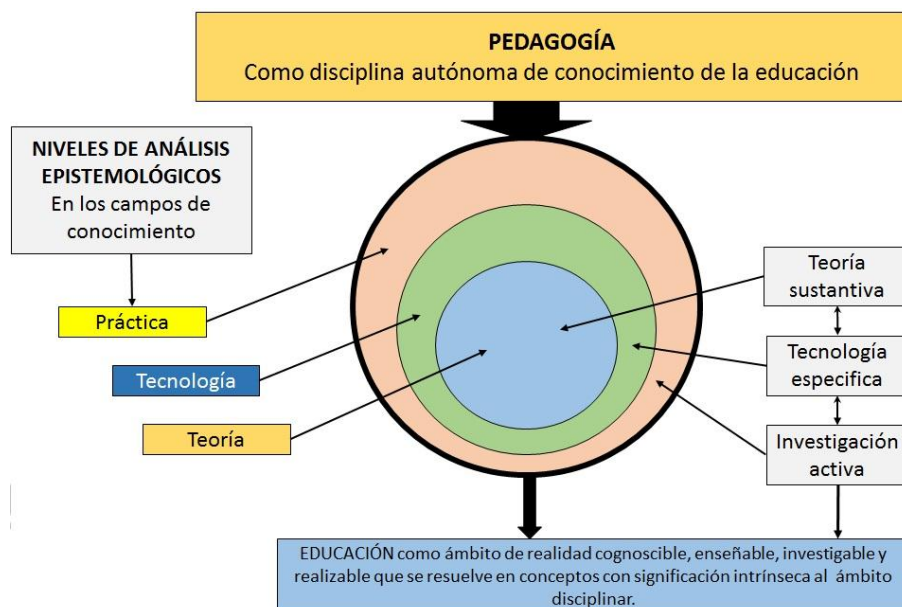 PEDAGOGÍA
Como disciplina autónoma de conocimiento de la educación
NIVELES DE ANÁLISIS
EPISTEMOLÓGICOS
En los campos de
conocimiento
Práctica
Tecnología
Teoría
Teoría
sustantiva
Tecnología
especifica
Investigación
activa
EDUCACIÓN como ámbito de realidad cognoscible, enseñable, investigable y
realizable que se resuelve en conceptos con significación intrínseca al ámbito
disciplinar.